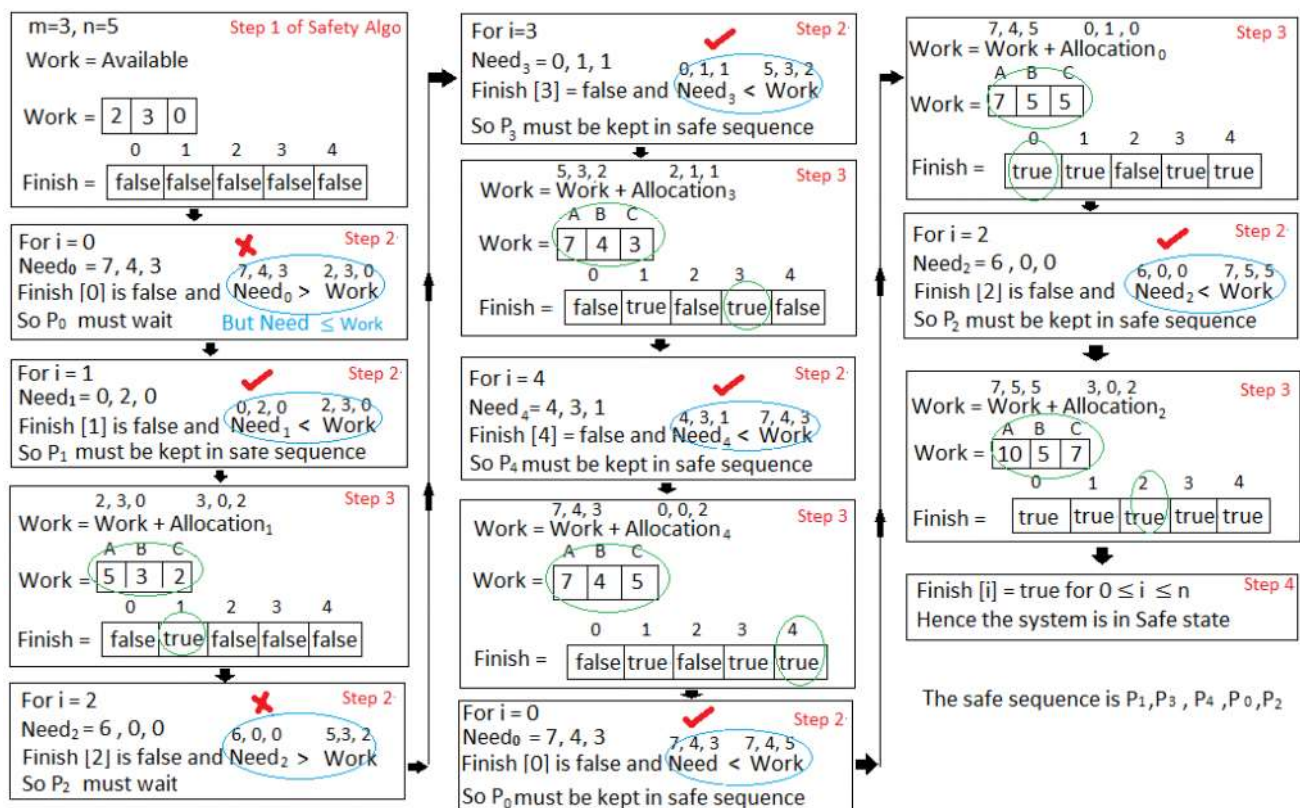 m=3, n=5 Step 1 of Safety Algo
Work = Available
Work = 2 3 0
0 1 2 3 4
Finish = false false false false false
For i = 0 Step 2
Need₀ = 7, 4, 3 7, 4, 3 2, 3, 0
Finish [0] is false and Need₀ > Work
So P₀ must wait But Need ≤ Work
For i = 1 Step 2
Need₁ = 0, 2, 0 0, 2, 0 2, 3, 0
Finish [1] is false and Need₁ < Work
So P₁ must be kept in safe sequence
2, 3, 0 3, 0, 2 Step 3
Work = Work + Allocation₁
A B C
Work = 5 3 2
0 1 2 3 4
Finish = false true false false false
For i = 2 Step 2
Need₂ = 6 , 0, 0 6, 0, 0 5,3, 2
Finish [2] is false and Need₂ > Work
So P₂ must wait
For i=3 Step 2
Need₃ = 0, 1, 1 0, 1, 1 5, 3, 2
Finish [3] = false and Need₃ < Work
So P₃ must be kept in safe sequence
5, 3, 2 2, 1, 1 Step 3
Work = Work + Allocation₃
A B C
Work = 7 4 3
0 1 2 3 4
Finish = false true false true false
For i = 4 Step 2
Need₄ = 4, 3, 1 4, 3, 1 7, 4, 3
Finish [4] = false and Need₄ < Work
So P₄ must be kept in safe sequence
7, 4, 3 0, 0, 2 Step 3
Work = Work + Allocation₄
A B C
Work = 7 4 5
0 1 2 3 4
Finish = false true false true true
For i=0 Step 2
Need₀ = 7, 4, 3 7, 4, 3 7, 4, 5
Finish [0] is false and Need < Work
So P₀ must be kept in safe sequence
7, 4, 5 0, 1 , 0 Step 3
Work = Work + Allocation₀
A B C
Work = 7 5 5
0 1 2 3 4
Finish = true true false true true
For i = 2 Step 2
Need₂ = 6 , 0, 0 6, 0, 0 7, 5, 5
Finish [2] is false and Need₂ < Work
So P₂ must be kept in safe sequence
7, 5, 5 3, 0, 2 Step 3
Work = Work + Allocation₂
A B C
Work = 10 5 7
0 1 2 3 4
Finish = true true true true true
Finish [i] = true for 0 ≤ i ≤ n Step 4
Hence the system is in Safe state
The safe sequence is P₁,P₃ , P₄ ,P₀,P₂